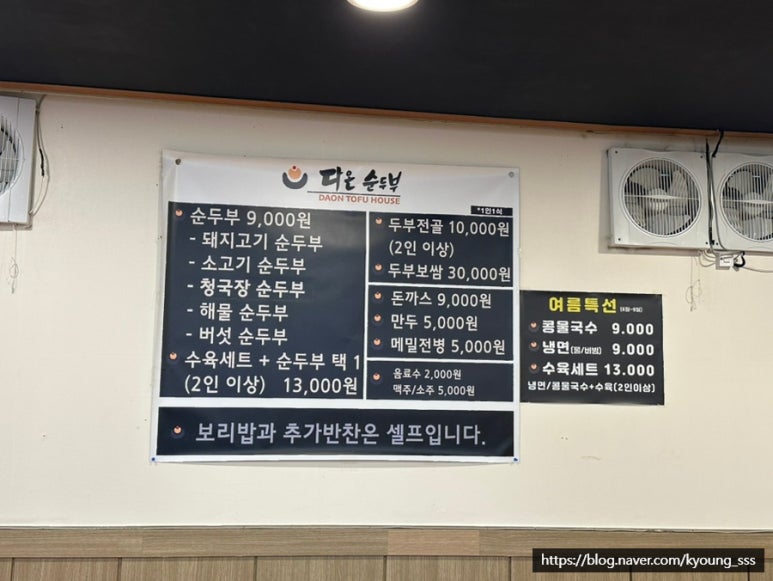 다온 순두부
DAON TOFU HOUSE
*1인1식
순두부 9,000원
- 돼지고기 순두부
- 소고기 순두부
- 청국장 순두부
- 해물 순두부
- 버섯 순두부
수육세트 + 순두부 택 1
(2인 이상) 13,000원
두부전골 10,000원
(2인 이상)
두부보쌈 30,000원
돈까스 9,000원
만두 5,000원
메밀전병 5,000원
음료수 2,000원
맥주/소주 5,000원
보리밥과 추가반찬은 셀프입니다.
여름특선
콩물국수 9.000
냉면(물/비빔) 9.000
수육세트 13.000
냉면/콩물국수+수육(2인이상)
https://blog.naver.com/kyoung_sss